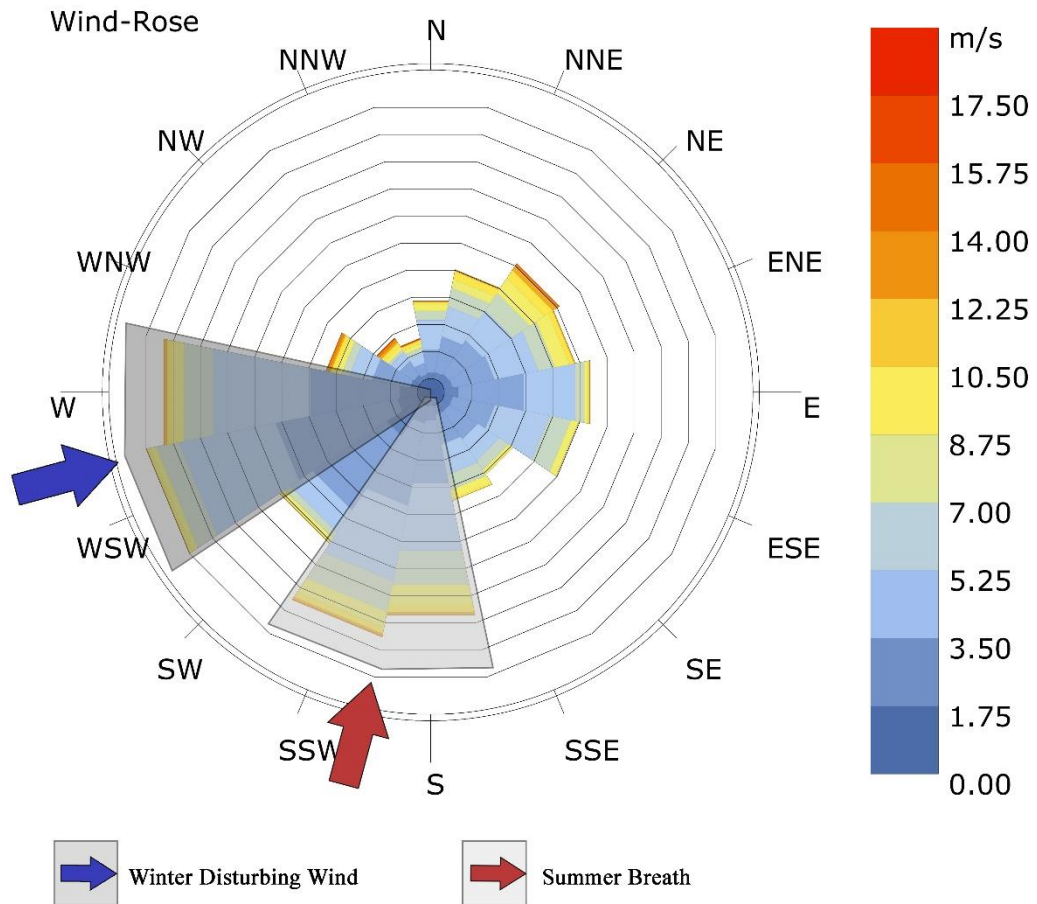 Wind-Rose
N
NNW
NNE
NW
NE
WNW
ENE
W
E
WSW
ESE
SW
SE
SSW
SSE
S
m/s
17.50
15.75
14.00
12.25
10.50
8.75
7.00
5.25
3.50
1.75
0.00
Winter Disturbing Wind
Summer Breath